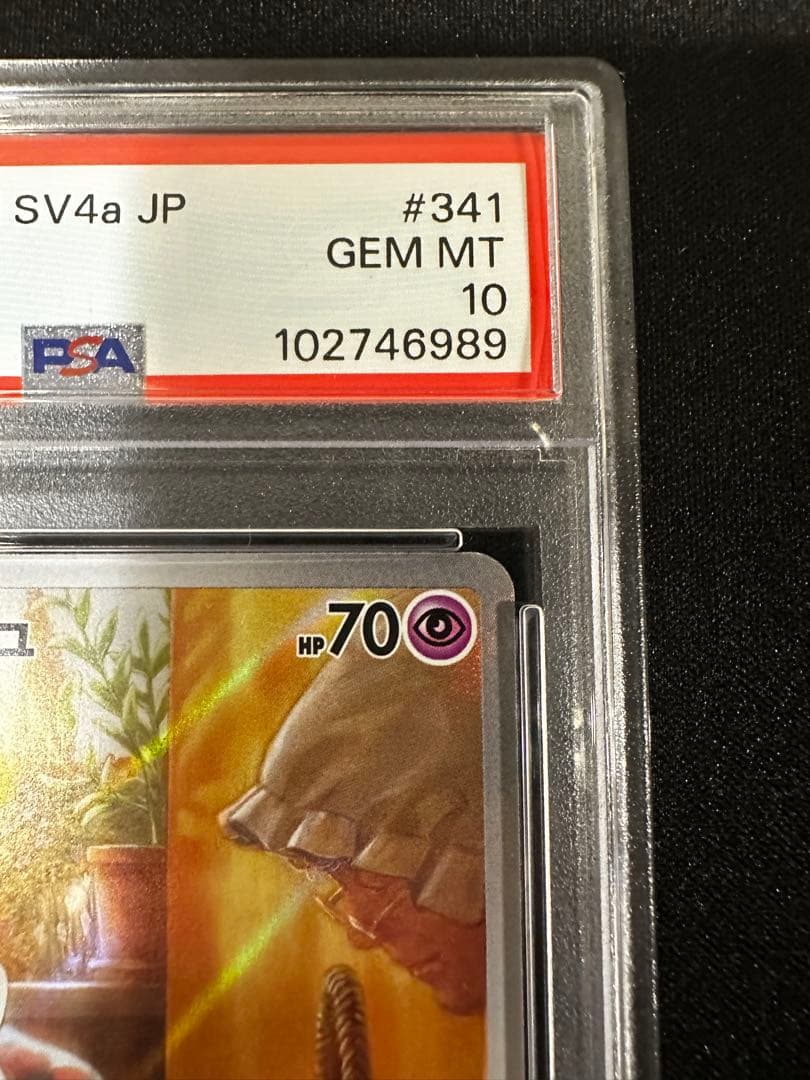 SV4a JP #341
GEM MT
10
PSA 102746989
HP70